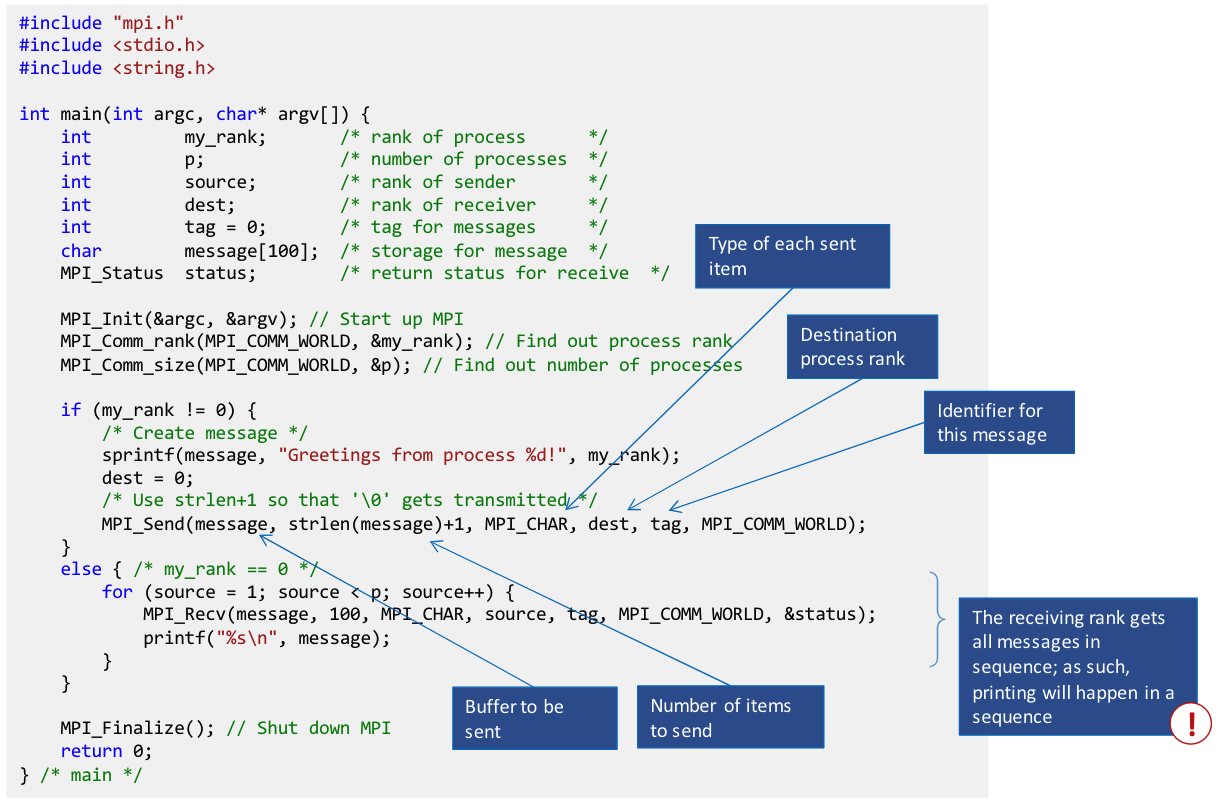 #include "mpi.h"
#include <stdio.h>
#include <string.h>

int main(int argc, char* argv[]) {
    int         my_rank;       /* rank of process      */
    int         p;             /* number of processes  */
    int         source;        /* rank of sender       */
    int         dest;          /* rank of receiver     */
    int         tag = 0;       /* tag for messages     */
    char        message[100];  /* storage for message  */
    MPI_Status  status;        /* return status for receive  */

    MPI_Init(&argc, &argv); // Start up MPI
    MPI_Comm_rank(MPI_COMM_WORLD, &my_rank); // Find out process rank
    MPI_Comm_size(MPI_COMM_WORLD, &p); // Find out number of processes

    if (my_rank != 0) {
        /* Create message */
        sprintf(message, "Greetings from process %d!", my_rank);
        dest = 0;
        /* Use strlen+1 so that '\0' gets transmitted */
        MPI_Send(message, strlen(message)+1, MPI_CHAR, dest, tag, MPI_COMM_WORLD);
    }
    else { /* my_rank == 0 */
        for (source = 1; source < p; source++) {
            MPI_Recv(message, 100, MPI_CHAR, source, tag, MPI_COMM_WORLD, &status);
            printf("%s\n", message);
        }
    }

    MPI_Finalize(); // Shut down MPI
    return 0;
} /* main */
Type of each sent
item
Destination
process rank
Identifier for
this message
Buffer to be
sent
Number of items
to send
The receiving rank gets
all messages in
sequence; as such,
printing will happen in a
sequence
!